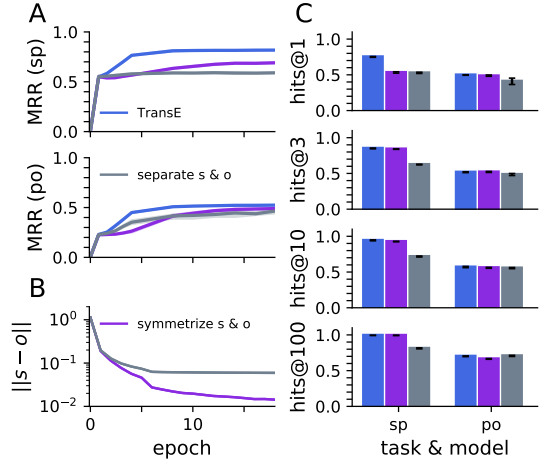 A
MRR (sp)
1.0
0.5
0.0
TransE
MRR (po)
1.0
0.5
0.0
separate s & o
B
||s − o||
10⁰
10⁻¹
10⁻²
symmetrize s & o
0
10
epoch
C
hits@1
1.0
0.5
0.0
hits@3
1.0
0.5
0.0
hits@10
1.0
0.5
0.0
hits@100
1.0
0.5
0.0
sp
po
task & model